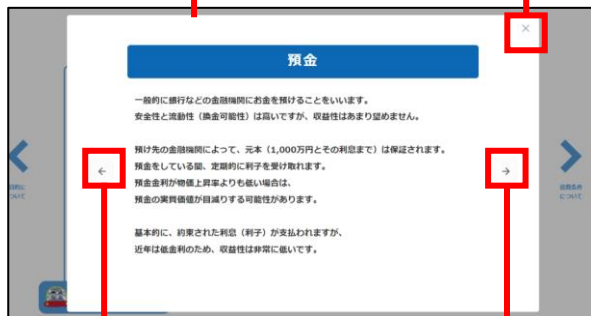 ×
預金
一般的に銀行などの金融機関にお金を預けることをいいます。
安全性と流動性（換金可能性）は高いですが、収益性はあまり望めません。
預け先の金融機関によって、元本（1,000万円とその利息まで）は保証されます。
預金をしている間、定期的に利子を受け取れます。
預金金利が物価上昇率よりも低い場合は、
預金の実質価値が目減りする可能性があります。
基本的に、約束された利息（利子）が支払われますが、
近年は低金利のため、収益性は非常に低いです。
←
→
について
について